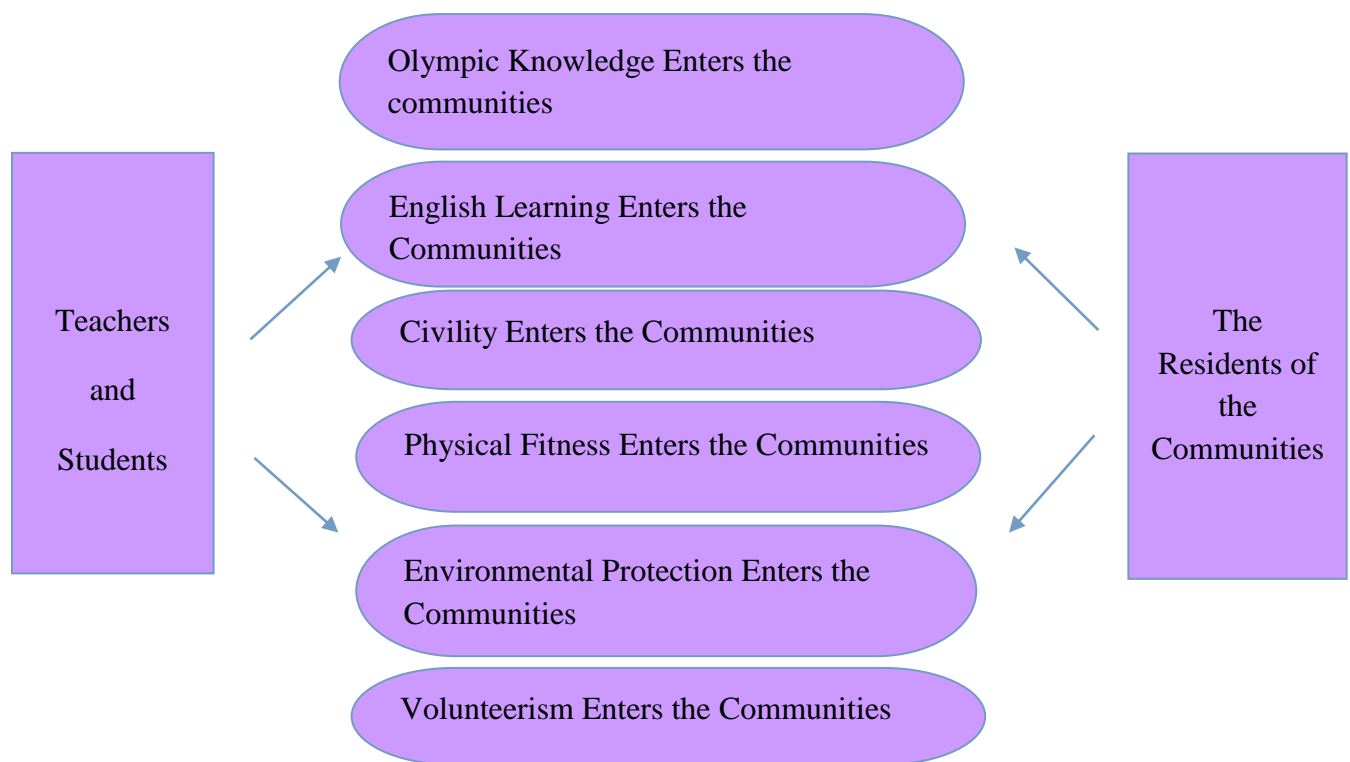 Olympic Knowledge Enters the
communities
English Learning Enters the
Communities
Civility Enters the Communities
Physical Fitness Enters the Communities
Environmental Protection Enters the
Communities
Volunteerism Enters the Communities
Teachers
and
Students
The
Residents of
the
Communities